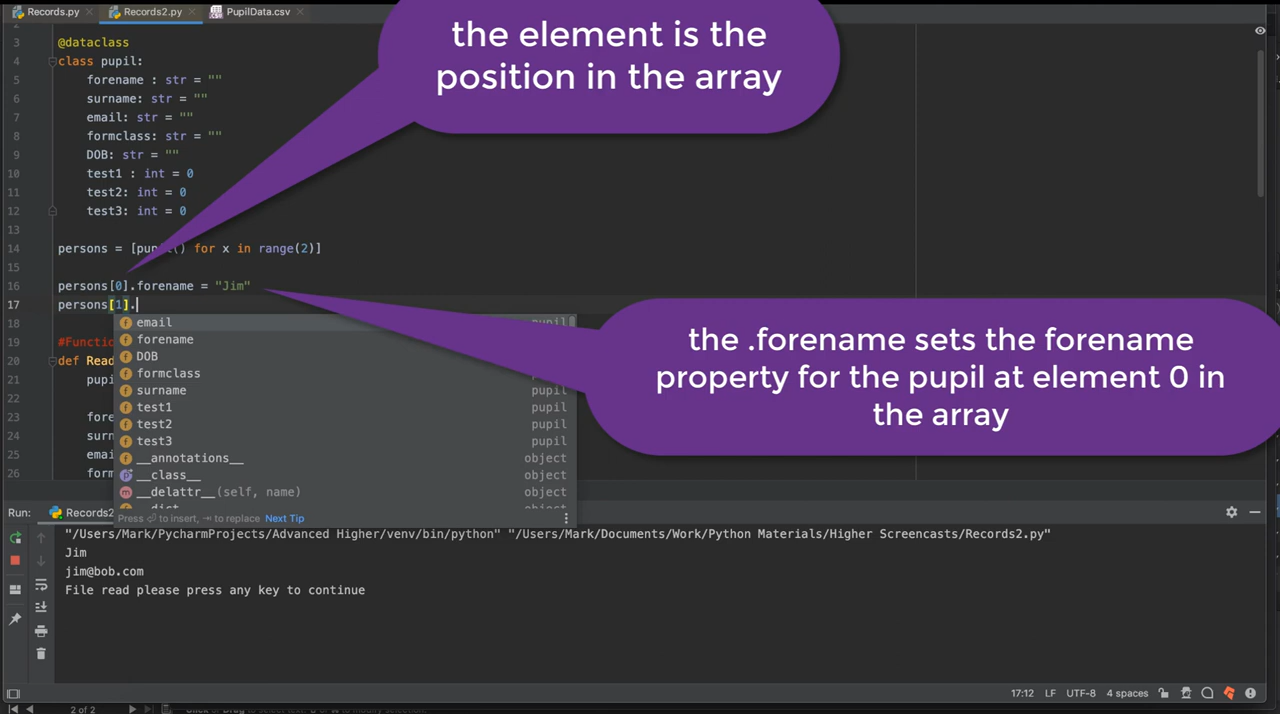 Records.py
Records2.py
PupilData.csv
the element is the
position in the array
3 @dataclass
4 class pupil:
5 forename : str = ""
6 surname: str = ""
7 email: str = ""
8 formclass: str = ""
9 DOB: str = ""
10 test1 : int = 0
11 test2: int = 0
12 test3: int = 0
13
14 persons = [pupil() for x in range(2)]
15
16 persons[0].forename = "Jim"
17 persons[1].
the .forename sets the forename
property for the pupil at element 0 in
the array
18
19 #Functio
20 def Read
21 pupi
22
23 fore
24 surn
25 emai
26 form
email pupil
forename
DOB
formclass
surname pupil
test1 pupil
test2 pupil
test3 pupil
__annotations__ object
__class__ object
__delattr__(self, name) object
Press ⏎ to insert, ⇥ to replace Next Tip
Run: Records2
"/Users/Mark/PycharmProjects/Advanced Higher/venv/bin/python" "/Users/Mark/Documents/Work/Python Materials/Higher Screencasts/Records2.py"
Jim
jim@bob.com
File read please press any key to continue
17:12 LF UTF-8 4 spaces
2 of 2